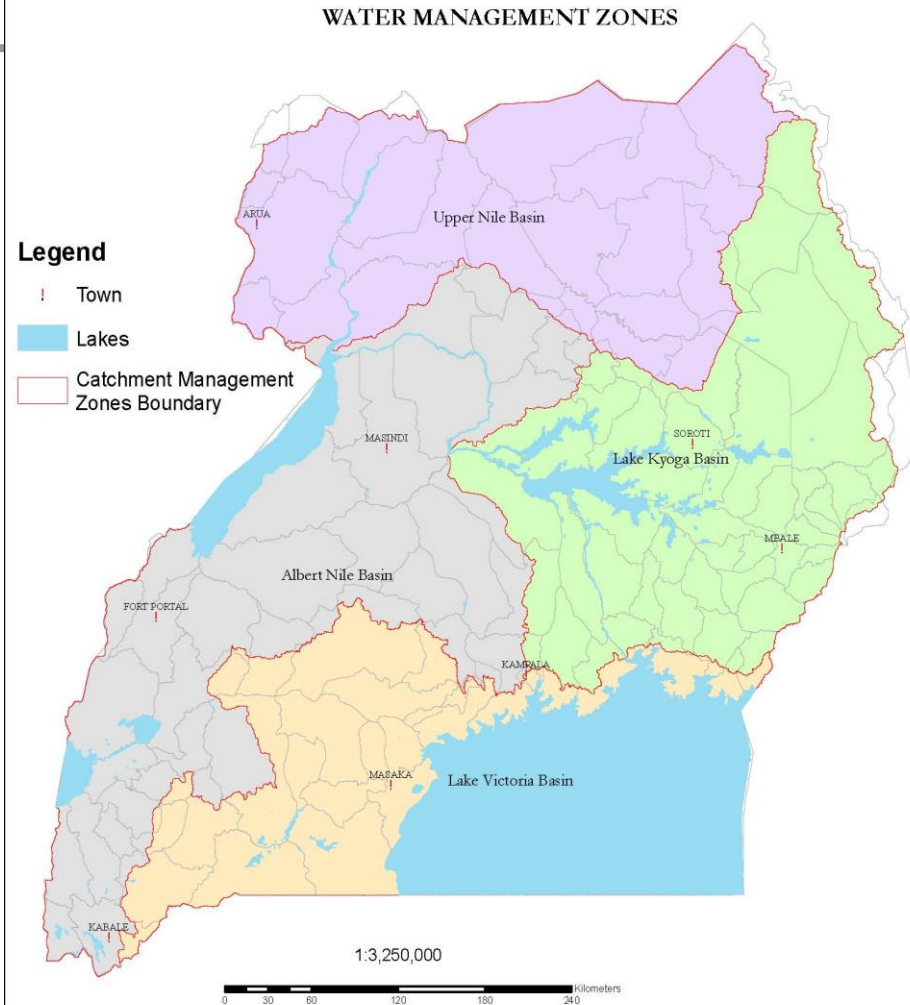 WATER MANAGEMENT ZONES
ARUA
Upper Nile Basin
Legend
! Town
Lakes
Catchment Management
Zones Boundary
MASINDI
SOROTI
Lake Kyoga Basin
MBALE
Albert Nile Basin
FORT PORTAL
KAMPALA
MASAKA
Lake Victoria Basin
KABALE
1:3,250,000
Kilometers
0 30 60 120 180 240